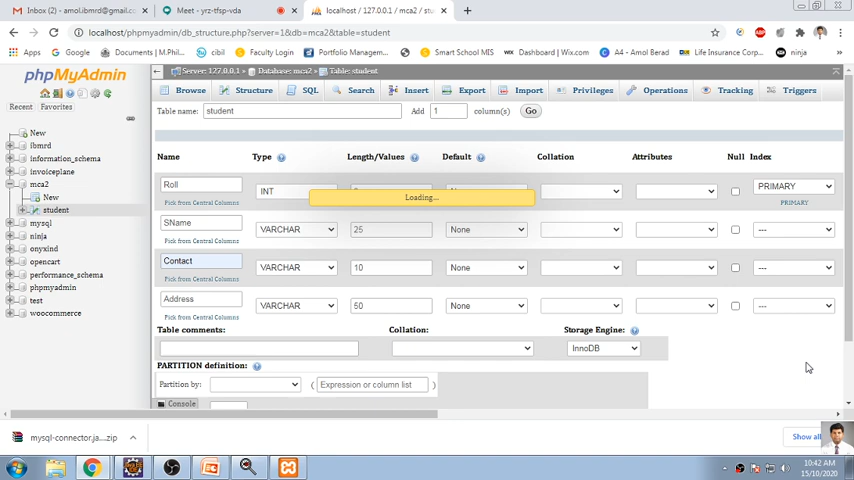 Inbox (2) - amol.ibmrd@gmail.co
Meet - yrz-tfsp-vda
localhost / 127.0.0.1 / mca2 / stu
localhost/phpmyadmin/db_structure.php?server=1&db=mca2&table=student
Apps
Google
Documents (M.Phil
cibil
Faculty Login
Portfolio Management...
Smart School MIS
Dashboard | Wix.com
A4 - Amol Berad
Life Insurance Corp...
ninja
phpMyAdmin
Recent
Favorites
New
ibmrd
information_schema
invoiceplane
mca2
New
student
mysql
ninja
onyxind
opencart
performance_schema
phpmyadmin
test
woocommerce
Server: 127.0.0.1 » Database: mca2 » Table: student
Browse Structure SQL Search Insert Export Import Privileges Operations Tracking Triggers
Table name: student Add 1 column(s) Go
Name Type Length/Values Default Collation Attributes Null Index
Roll INT PRIMARY
Loading...
Pick from Central Columns PRIMARY
SName VARCHAR 25 None ---
Pick from Central Columns
Contact VARCHAR 10 None ---
Pick from Central Columns
Address VARCHAR 50 None ---
Pick from Central Columns
Table comments: Collation: Storage Engine:
InnoDB
PARTITION definition:
Partition by: ( Expression or column list )
Console
mysql-connector.ja....zip
Show all
10:42 AM
15/10/2020